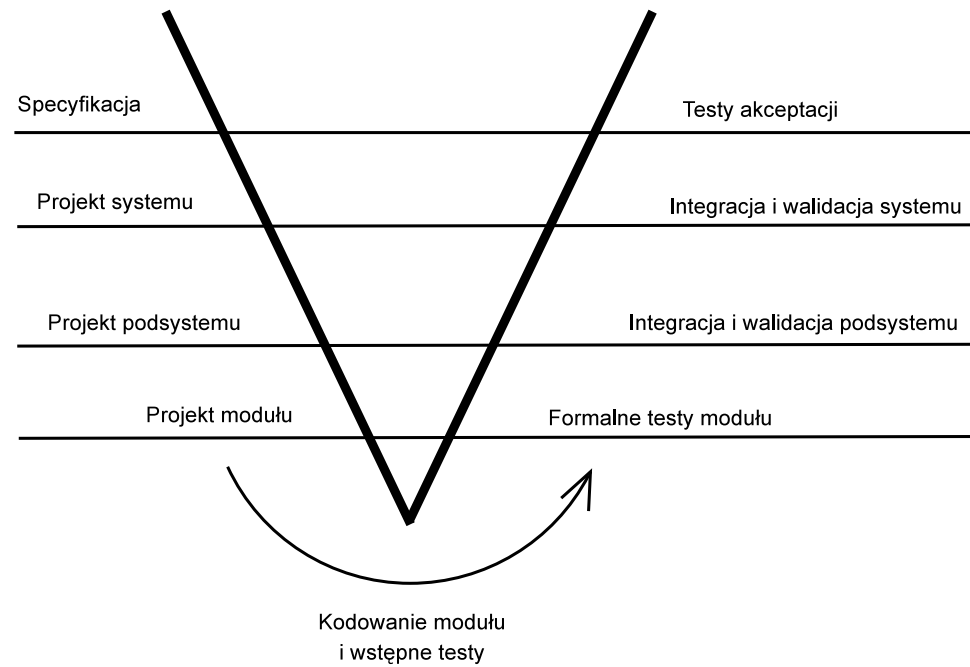 Specyfikacja
Testy akceptacji
Projekt systemu
Integracja i walidacja systemu
Projekt podsystemu
Integracja i walidacja podsystemu
Projekt modułu
Formalne testy modułu
Kodowanie modułu
i wstępne testy